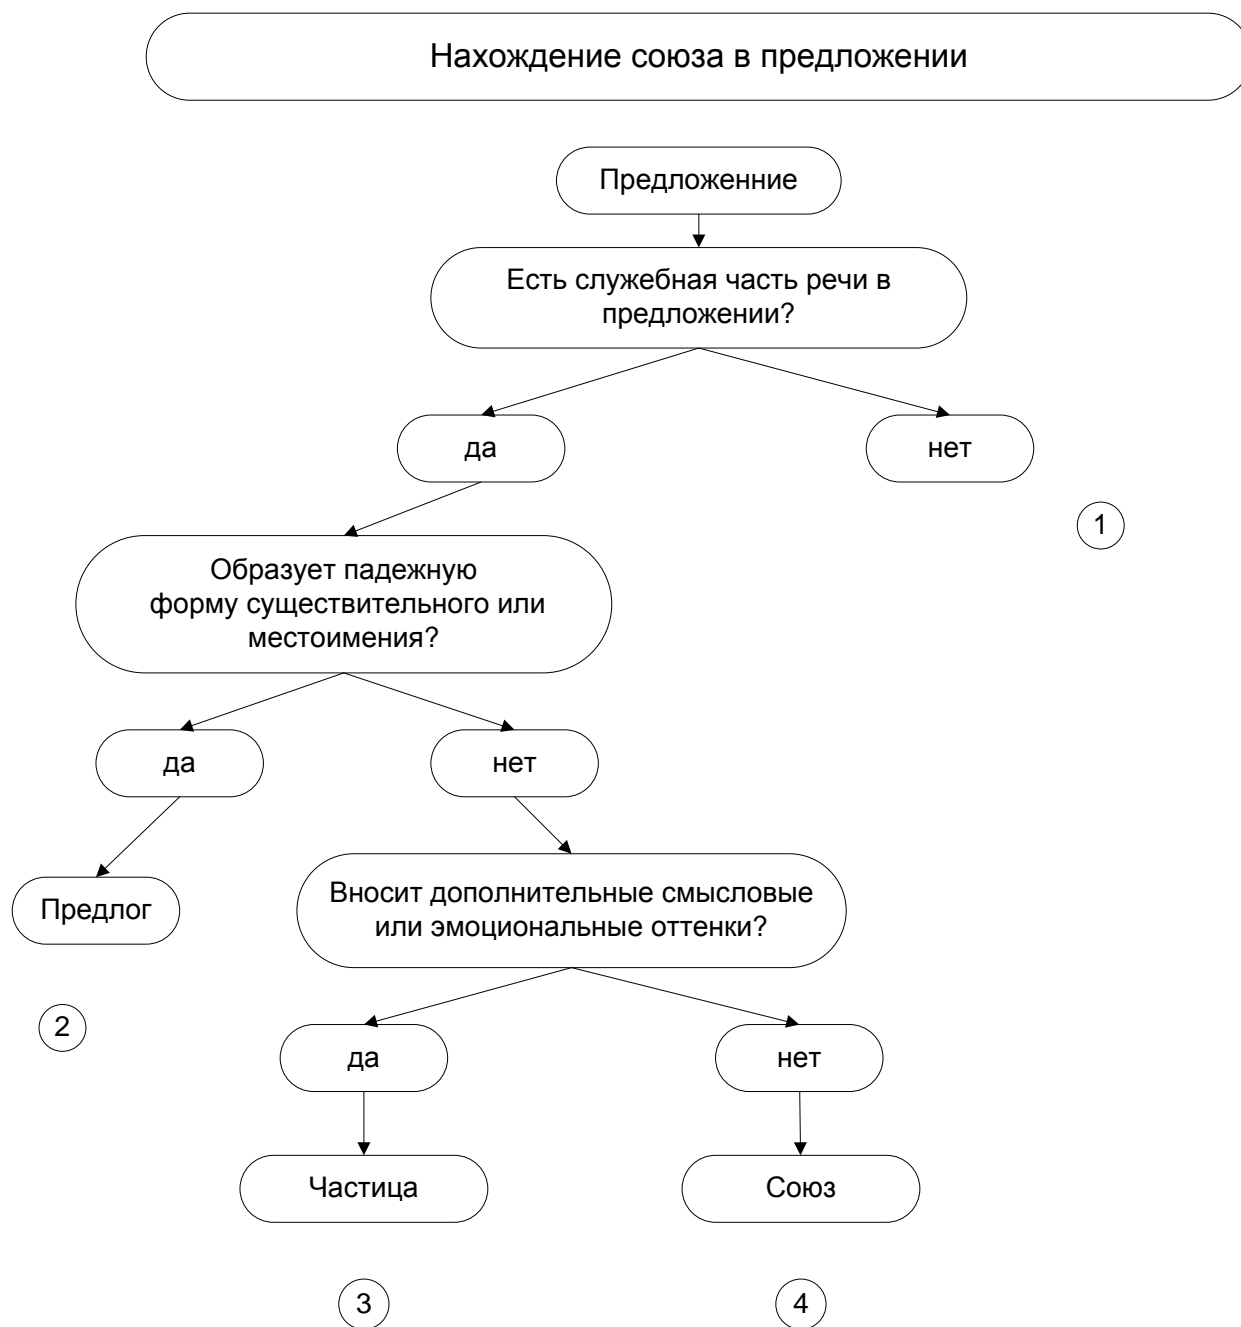 Нахождение союза в предложении
Предложенние
Есть служебная часть речи в
предложении?
да
нет
1
Образует падежную
форму существительного или
местоимения?
да
нет
Предлог
Вносит дополнительные смысловые
или эмоциональные оттенки?
2
да
нет
Частица
Союз
3
4